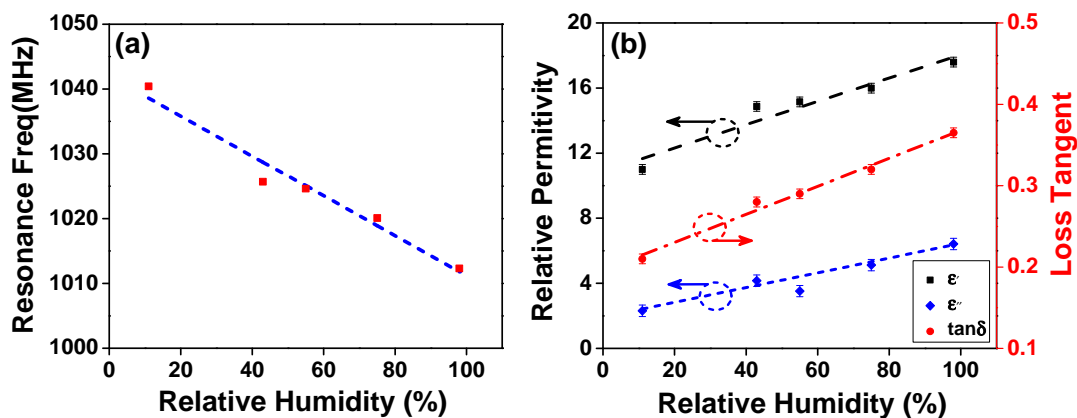 (a)
Resonance Freq(MHz)
1050
1040
1030
1020
1010
1000
0 20 40 60 80 100
Relative Humidity (%)
(b)
Relative Permitivity
20
16
12
8
4
0
0 20 40 60 80 100
Relative Humidity (%)
0.5
0.4
0.3
0.2
0.1
Loss Tangent
ε′
ε″
tanδ